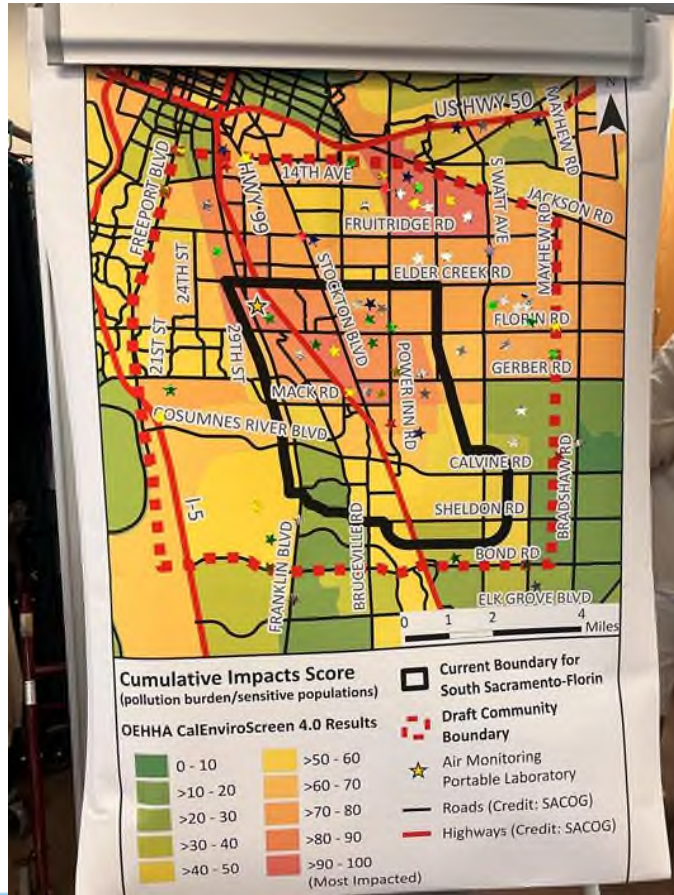 N
US HWY 50
MAYHEW RD
FREEPORT BLVD
HWY-99
14TH AVE
S WATT AVE
JACKSON RD
FRUITRIDGE RD
MAYHEW RD
24TH ST
STOCKTON BLVD
ELDER CREEK RD
FLORIN RD
21ST ST
29TH ST
POWER INN RD
GERBER RD
MACK RD
COSUMNES RIVER BLVD
CALVINE RD
BRADSHAW RD
I-5
SHELDON RD
FRANKLIN BLVD
BRUCEVILLE RD
BOND RD
ELK GROVE BLVD
0 1 2 4
Miles
Cumulative Impacts Score
(pollution burden/sensitive populations)
OEHHA CalEnviroScreen 4.0 Results
0 - 10
>10 - 20
>20 - 30
>30 - 40
>40 - 50
>50 - 60
>60 - 70
>70 - 80
>80 - 90
>90 - 100
(Most Impacted)
Current Boundary for
South Sacramento-Florin
Draft Community
Boundary
Air Monitoring
Portable Laboratory
Roads (Credit: SACOG)
Highways (Credit: SACOG)